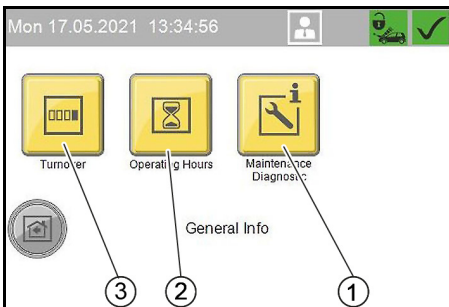 Mon 17.05.2021 13:34:56
i
Turnover
Operating Hours
Maintenance
Diagnostic
General Info
3
2
1